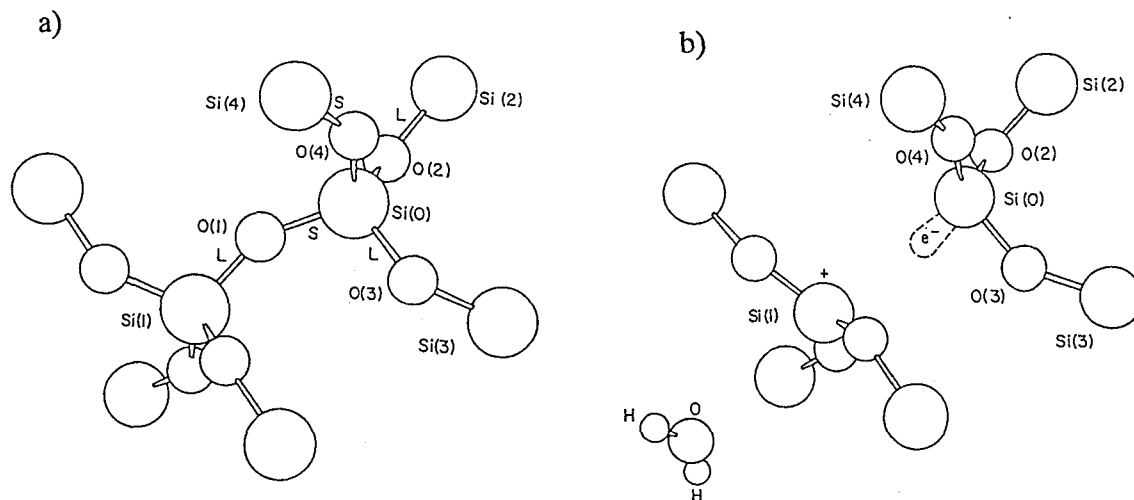 a)
Si(4)
S
L
Si(2)
O(4)
O(2)
O(1)
S
Si(0)
L
L
O(3)
Si(1)
Si(3)
b)
Si(4)
Si(2)
O(4)
O(2)
Si(0)
e⁻
+
O(3)
Si(1)
Si(3)
H
O
H